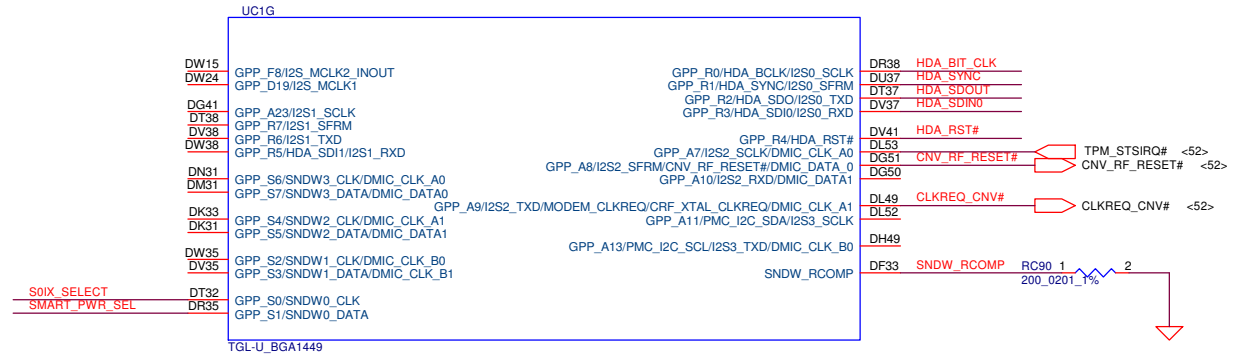 UC1G
DW15 GPP_F8/I2S_MCLK2_INOUT
DW24 GPP_D19/I2S_MCLK1
DG41 GPP_A23/I2S1_SCLK
DT38 GPP_R7/I2S1_SFRM
DV38 GPP_R6/I2S1_TXD
DW38 GPP_R5/HDA_SDI1/I2S1_RXD
DN31 GPP_S6/SNDW3_CLK/DMIC_CLK_A0
DM31 GPP_S7/SNDW3_DATA/DMIC_DATA0
DK33 GPP_S4/SNDW2_CLK/DMIC_CLK_A1
DK31 GPP_S5/SNDW2_DATA/DMIC_DATA1
DW35 GPP_S2/SNDW1_CLK/DMIC_CLK_B0
DV35 GPP_S3/SNDW1_DATA/DMIC_CLK_B1
S0IX_SELECT DT32 GPP_S0/SNDW0_CLK
SMART_PWR_SEL DR35 GPP_S1/SNDW0_DATA
GPP_R0/HDA_BCLK/I2S0_SCLK DR38 HDA_BIT_CLK
GPP_R1/HDA_SYNC/I2S0_SFRM DU37 HDA_SYNC
GPP_R2/HDA_SDO/I2S0_TXD DT37 HDA_SDOUT
GPP_R3/HDA_SDI0/I2S0_RXD DV37 HDA_SDIN0
GPP_R4/HDA_RST# DV41 HDA_RST#
GPP_A7/I2S2_SCLK/DMIC_CLK_A0 DL53 TPM_STSIRQ# <52>
GPP_A8/I2S2_SFRM/CNV_RF_RESET#/DMIC_DATA_0 DG51 CNV_RF_RESET# CNV_RF_RESET# <52>
GPP_A10/I2S2_RXD/DMIC_DATA1 DG50
GPP_A9/I2S2_TXD/MODEM_CLKREQ/CRF_XTAL_CLKREQ/DMIC_CLK_A1 DL49 CLKREQ_CNV# CLKREQ_CNV# <52>
GPP_A11/PMC_I2C_SDA/I2S3_SCLK DL52
GPP_A13/PMC_I2C_SCL/I2S3_TXD/DMIC_CLK_B0 DH49
SNDW_RCOMP DF33 SNDW_RCOMP RC90 1 2
200_0201_1%
TGL-U_BGA1449